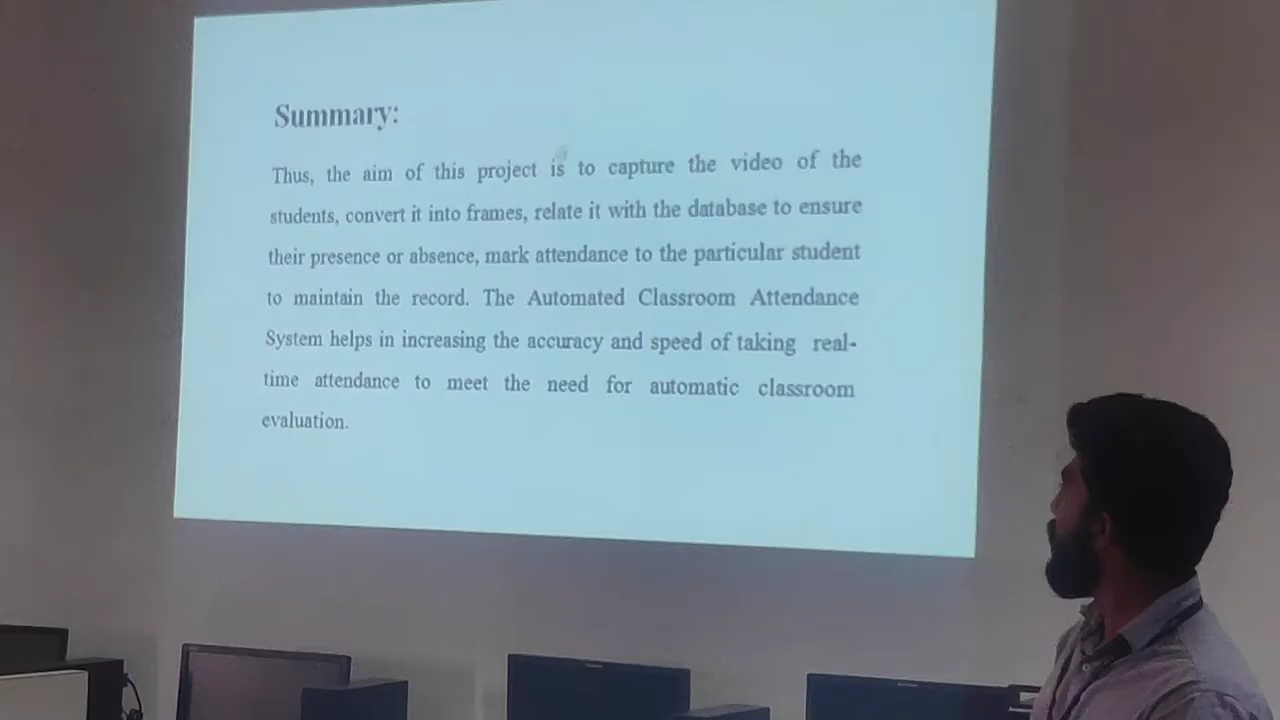 Summary:
Thus, the aim of this project is to capture the video of the
students, convert it into frames, relate it with the database to ensure
their presence or absence, mark attendance to the particular student
to maintain the record. The Automated Classroom Attendance
System helps in increasing the accuracy and speed of taking real-
time attendance to meet the need for automatic classroom
evaluation.